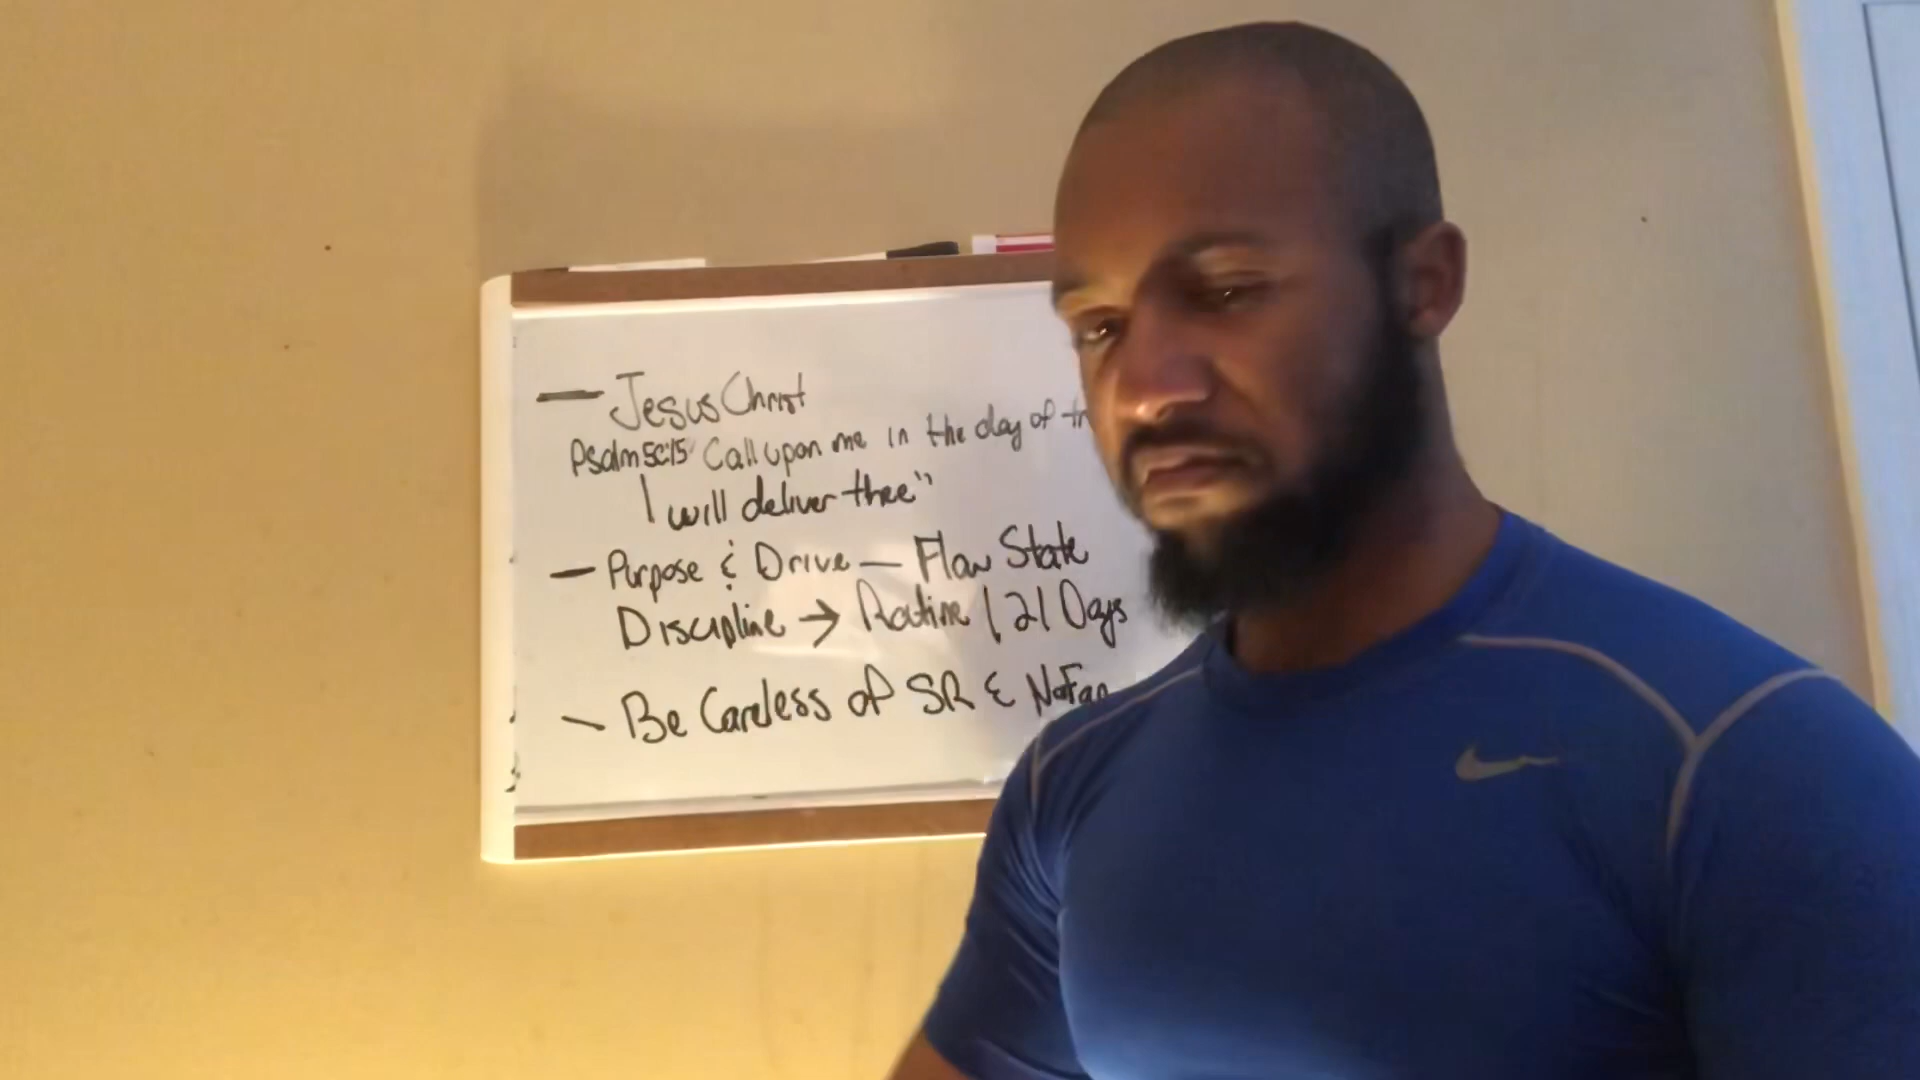 — Jesus Christ
Psalm 50:15 "Call upon me in the day of tr
I will deliver thee"
— Purpose & Drive — Flow State
Discipline → Routine | 21 Days
— Be Careless of SR & NoFap